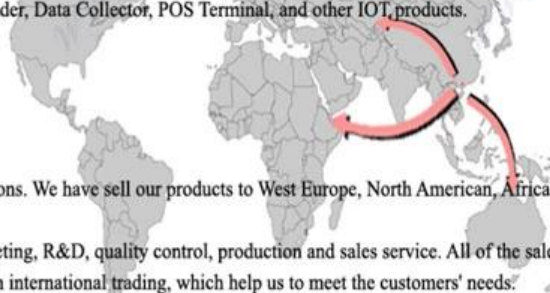 der, Data Collector, POS Terminal, and other IOT products.
ons. We have sell our products to West Europe, North American, Africa
eting, R&D, quality control, production and sales service. All of the sale
n international trading, which help us to meet the customers' needs.